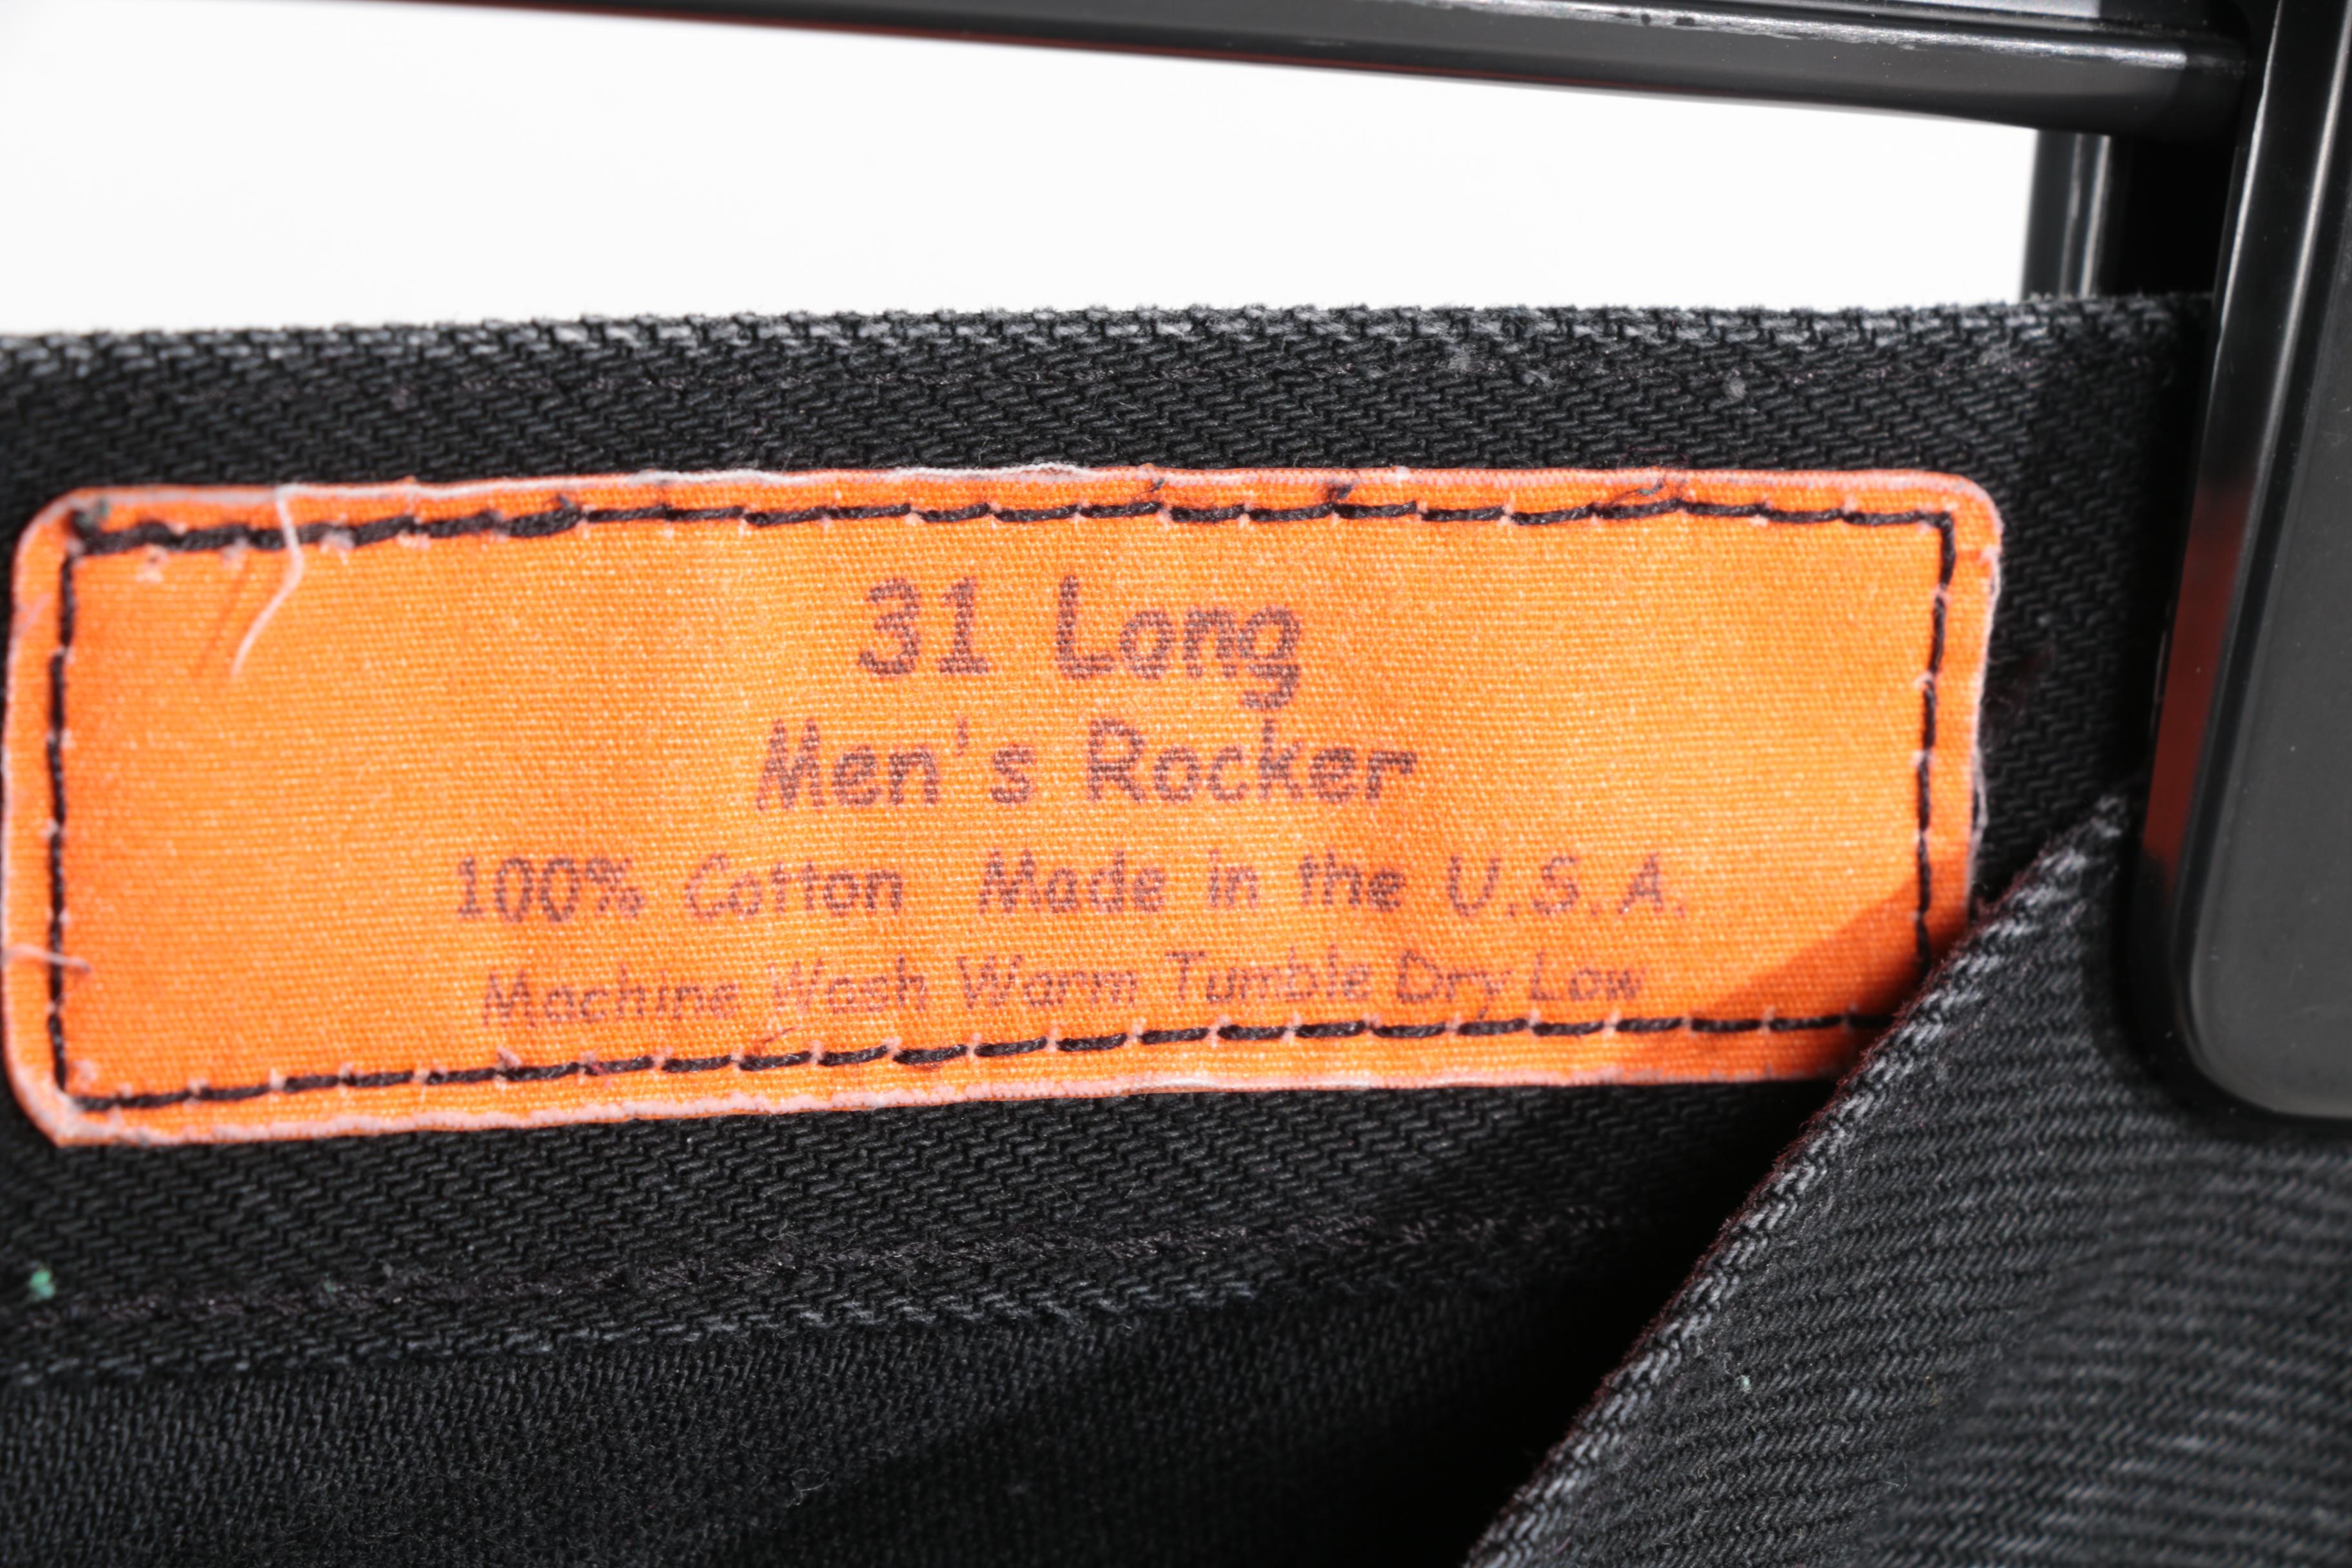 31 Long
Men's Rocker
100% Cotton Made in the U.S.A.
Machine Wash Warm Tumble Dry Low